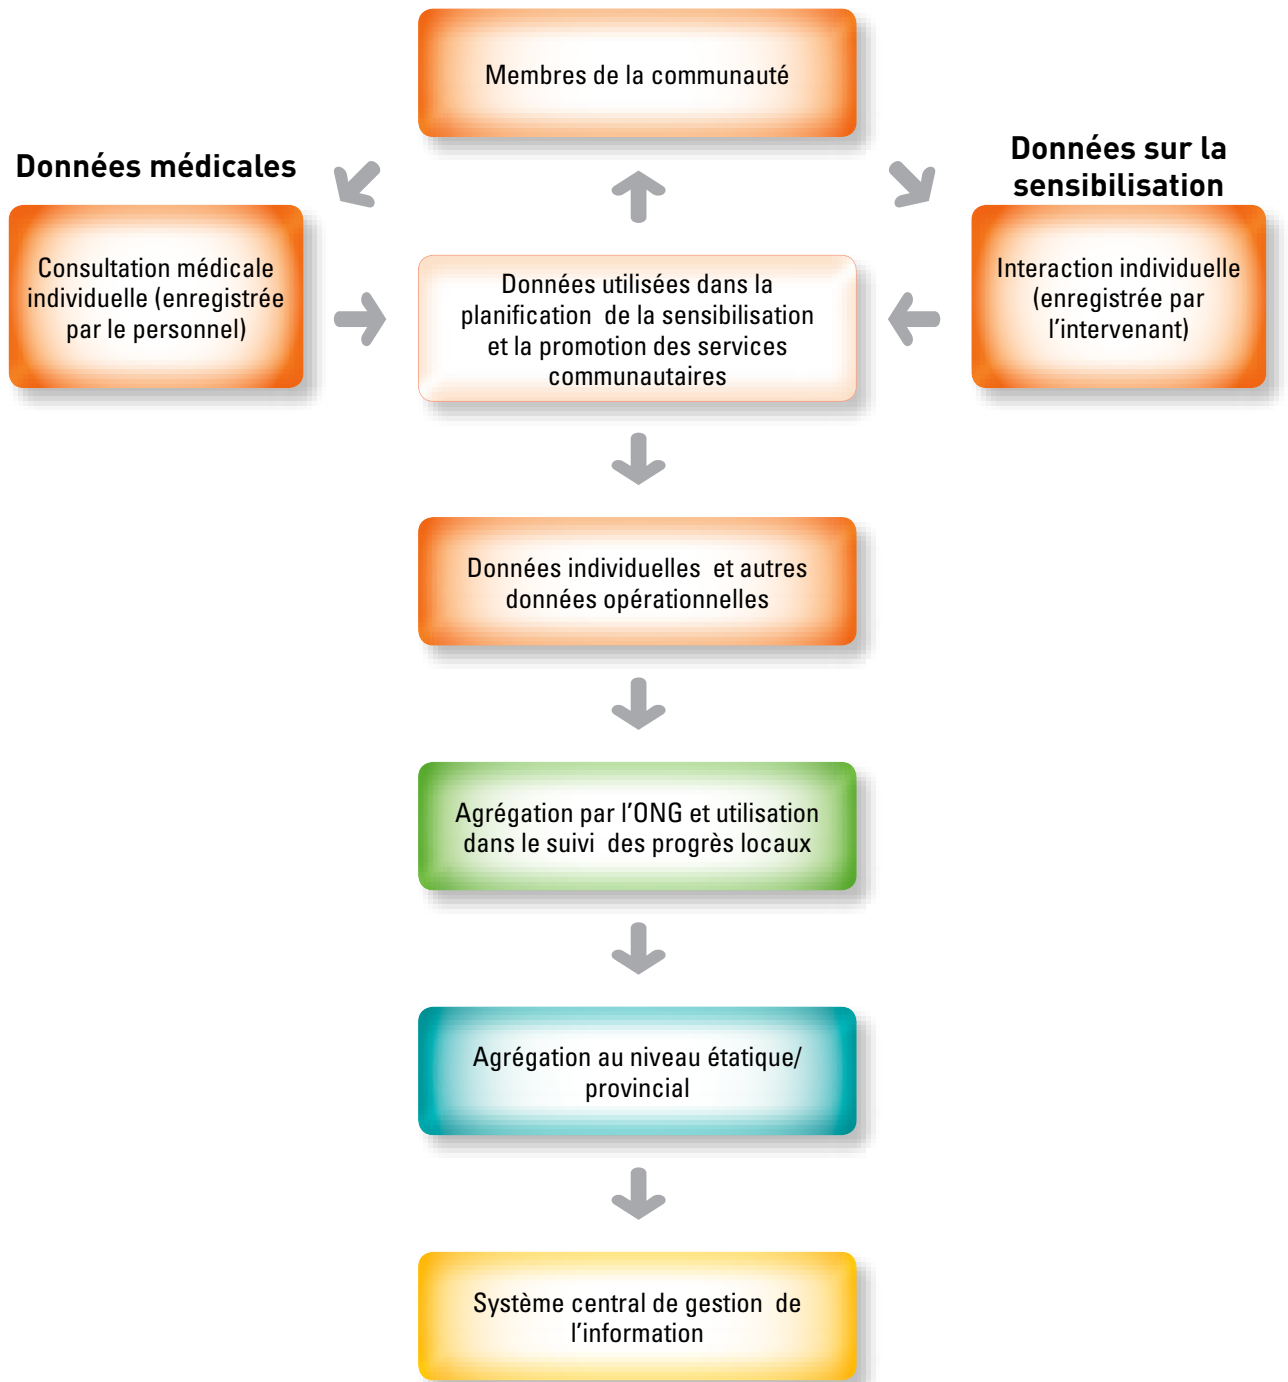 Membres de la communauté
Données médicales
Données sur la
sensibilisation
Consultation médicale
individuelle (enregistrée
par le personnel)
Données utilisées dans la
planification de la sensibilisation
et la promotion des services
communautaires
Interaction individuelle
(enregistrée par
l’intervenant)
Données individuelles et autres
données opérationnelles
Agrégation par l’ONG et utilisation
dans le suivi des progrès locaux
Agrégation au niveau étatique/
provincial
Système central de gestion de
l’information